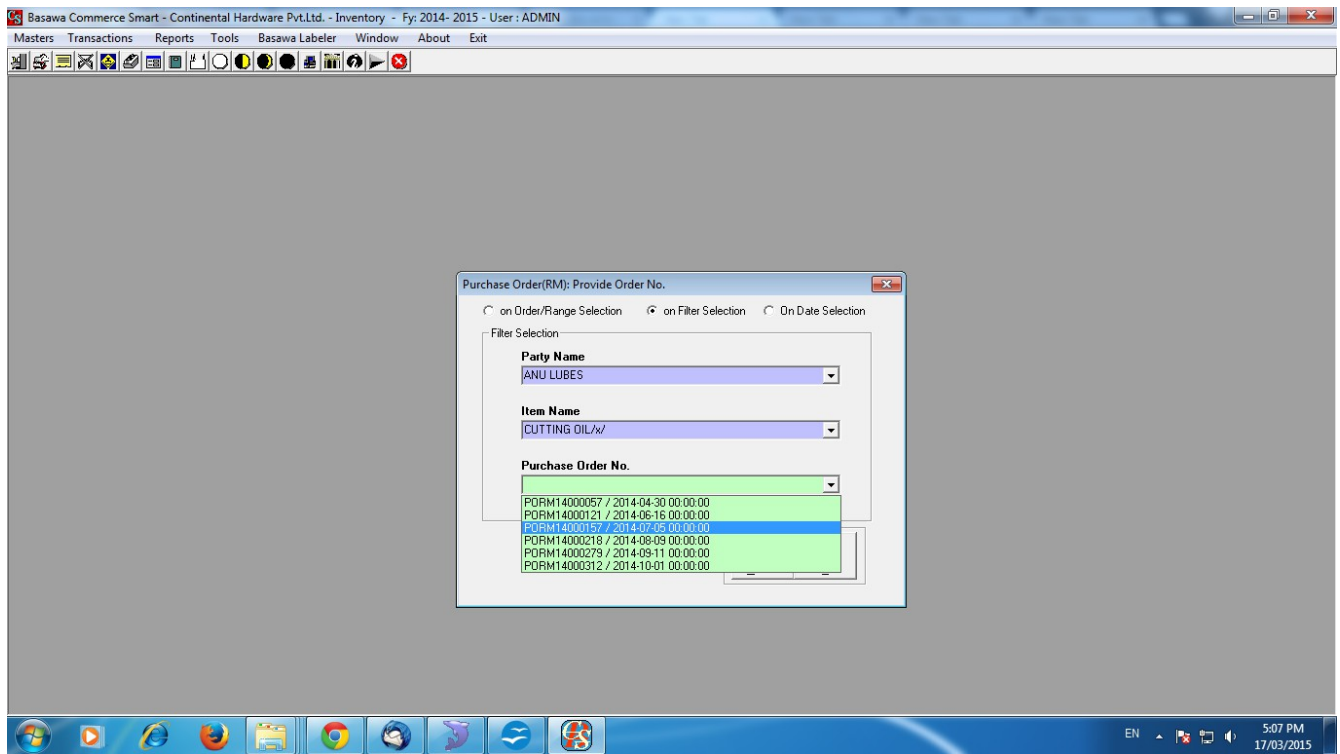 Basawa Commerce Smart - Continental Hardware Pvt.Ltd. - Inventory - Fy: 2014- 2015 - User : ADMIN
Masters Transactions Reports Tools Basawa Labeler Window About Exit
Purchase Order(RM): Provide Order No.
on Order/Range Selection on Filter Selection On Date Selection
Filter Selection
Party Name
ANU LUBES
Item Name
CUTTING OIL/x/
Purchase Order No.
PORM14000057 / 2014-04-30 00:00:00
PORM14000121 / 2014-06-16 00:00:00
PORM14000157 / 2014-07-05 00:00:00
PORM14000218 / 2014-08-09 00:00:00
PORM14000279 / 2014-09-11 00:00:00
PORM14000312 / 2014-10-01 00:00:00
EN
5:07 PM
17/03/2015